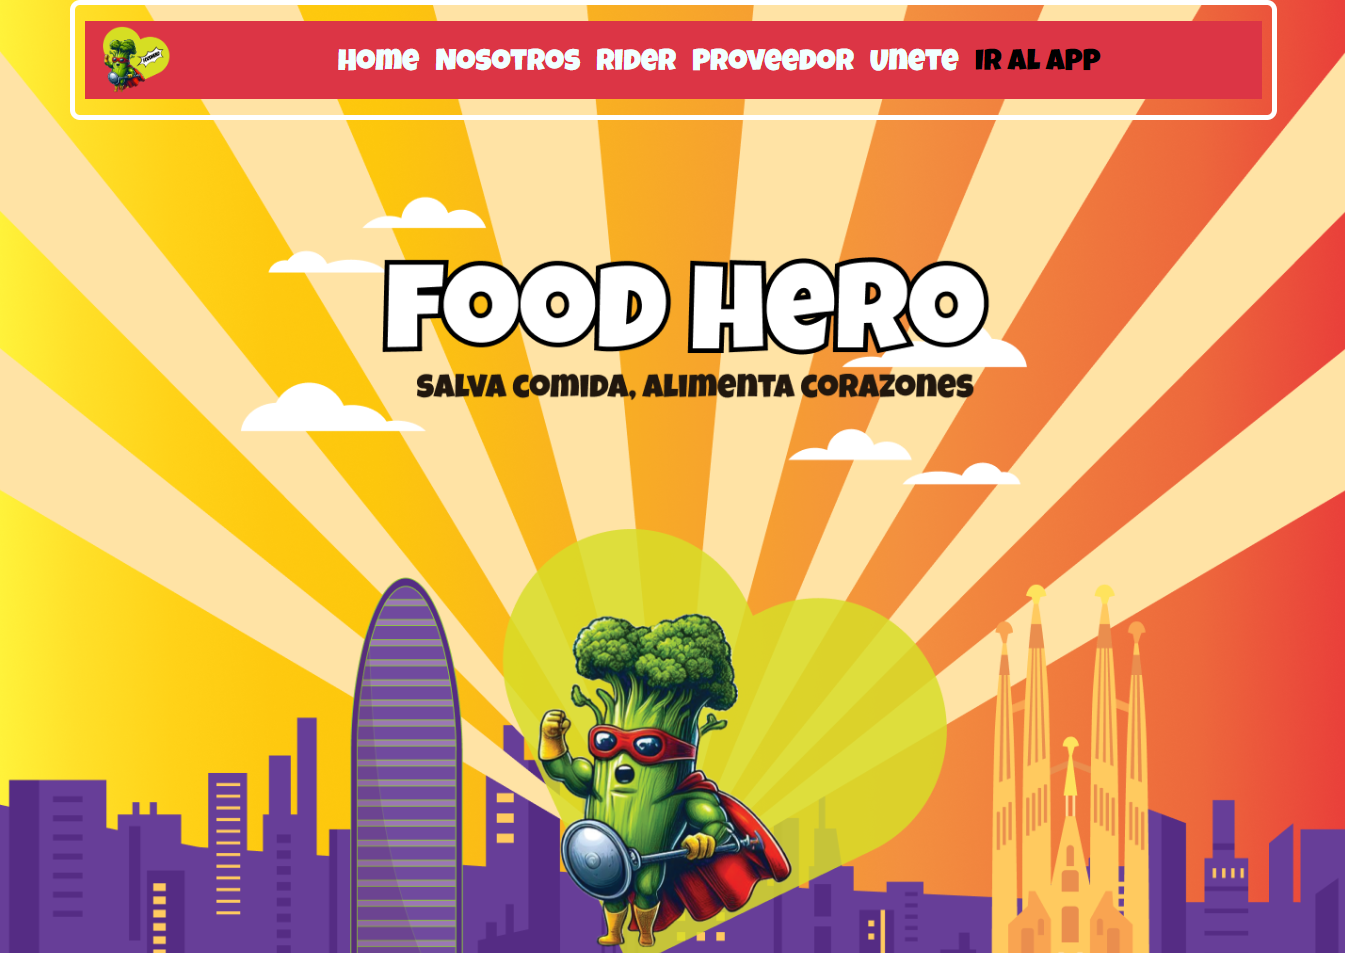 Home Nosotros Rider Proveedor Unete Ir al App
FOOD HERO
Salva comida, alimenta corazones